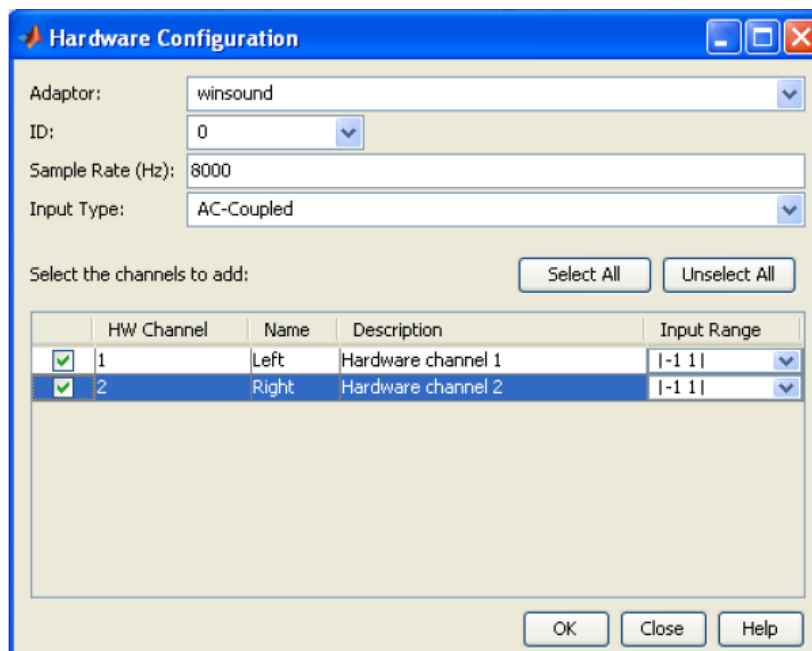 Hardware Configuration
Adaptor: winsound
ID: 0
Sample Rate (Hz): 8000
Input Type: AC-Coupled
Select the channels to add: Select All Unselect All
HW Channel Name Description Input Range
1 Left Hardware channel 1 |-1 1|
2 Right Hardware channel 2 |-1 1|
OK Close Help